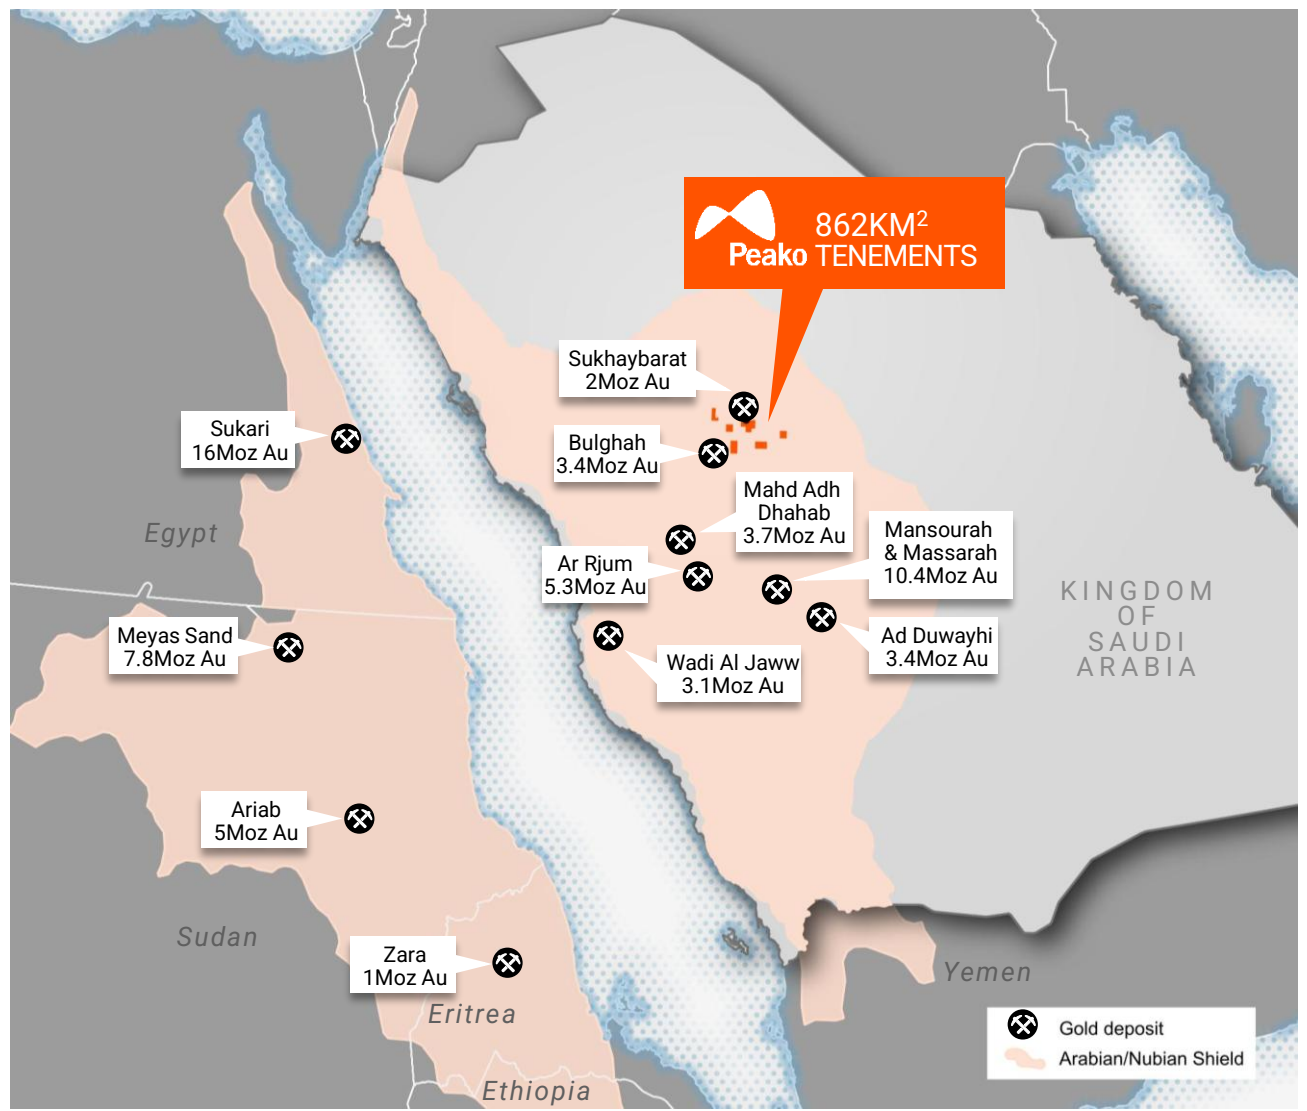 Peako
862KM²
TENEMENTS
Sukhaybarat
2Moz Au
Sukari
16Moz Au
Bulghah
3.4Moz Au
Mahd Adh
Dhahab
3.7Moz Au
Mansourah
& Massarah
10.4Moz Au
Egypt
Ar Rjum
5.3Moz Au
KINGDOM
OF
SAUDI
ARABIA
Meyas Sand
7.8Moz Au
Ad Duwayhi
3.4Moz Au
Wadi Al Jaww
3.1Moz Au
Ariab
5Moz Au
Sudan
Zara
1Moz Au
Yemen
Eritrea
Ethiopia
Gold deposit
Arabian/Nubian Shield